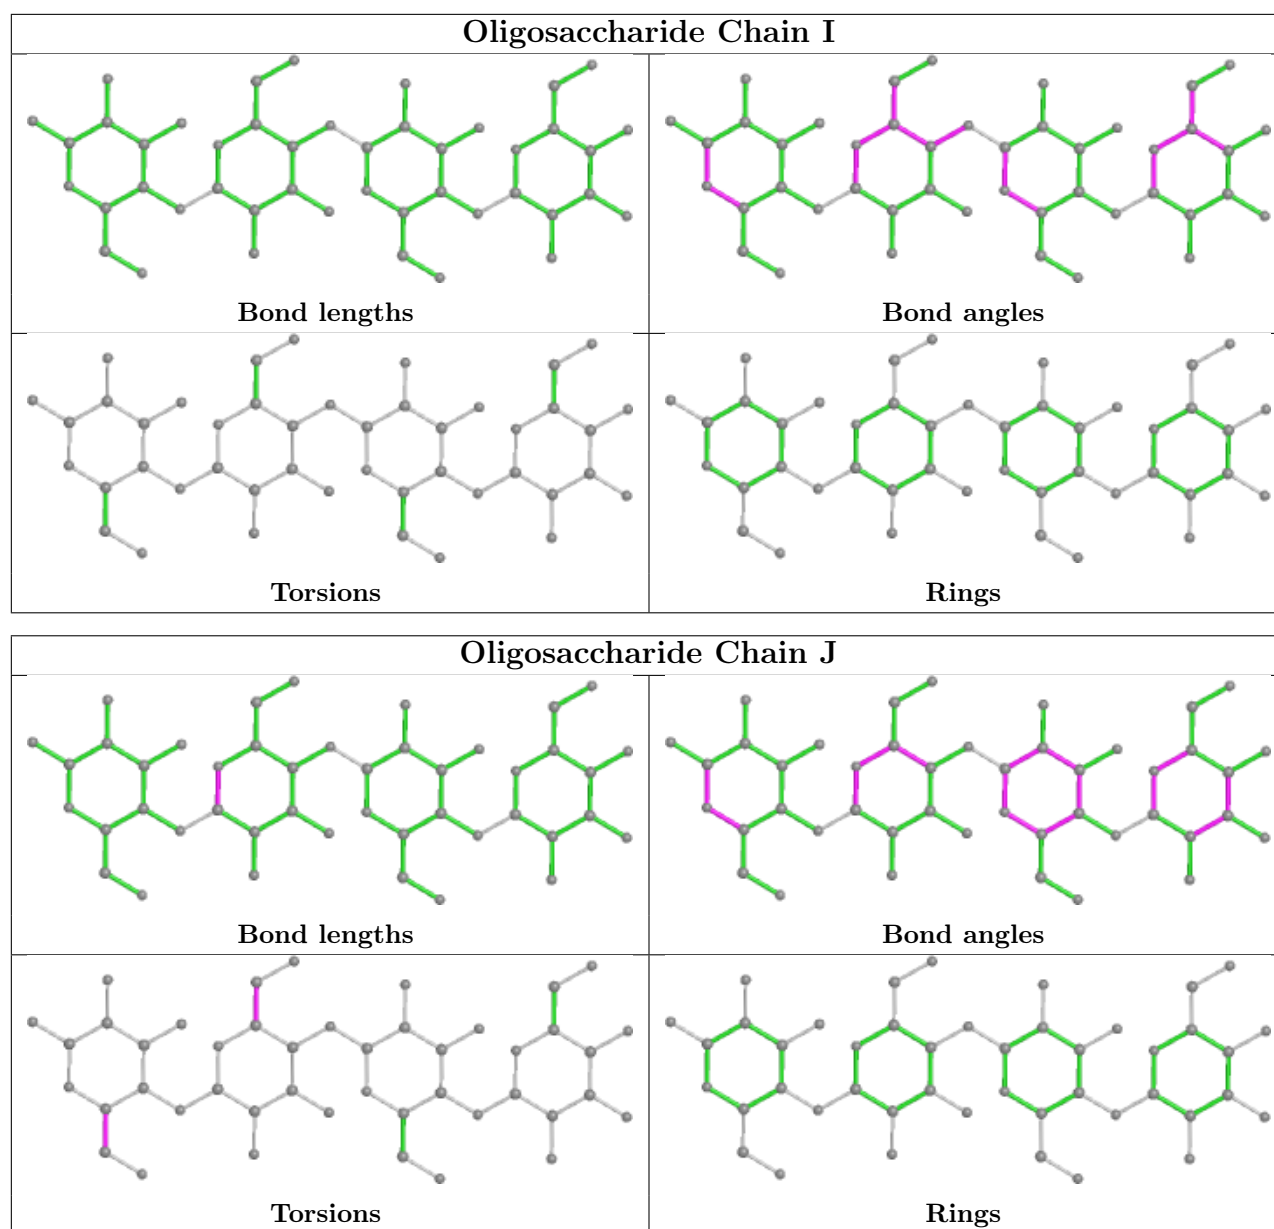 Oligosaccharide Chain I
Bond lengths
Bond angles
Torsions
Rings
Oligosaccharide Chain J
Bond lengths
Bond angles
Torsions
Rings